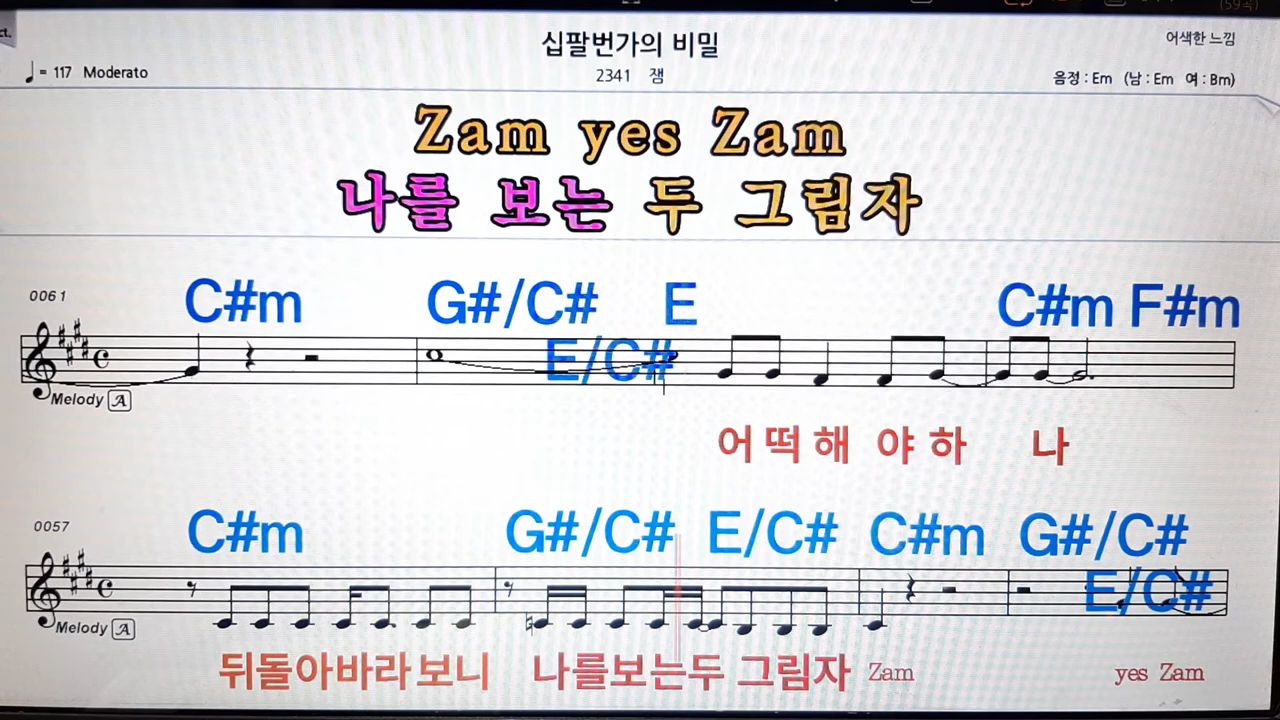 ct.
십팔번가의 비밀
어색한 느낌
♩= 117 Moderato
2341 잼
음정 : Em (남 : Em 여 : Bm)
Zam yes Zam
나를 보는 두 그림자
0061
C#m G#/C# E C#m F#m
E/C#
Melody A
어떡해 야하 나
0057
C#m G#/C# E/C# C#m G#/C#
E/C#
Melody A
뒤돌아바라보니 나를보는두 그림자 Zam yes Zam